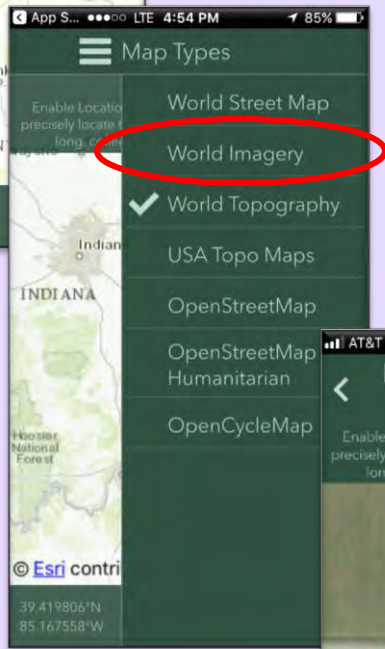 App S... LTE 4:54 PM 85%
Map Types
Enable Locatio
precisely locate
long,
World Street Map
World Imagery
World Topography
USA Topo Maps
OpenStreetMap
OpenStreetMap
Humanitarian
OpenCycleMap
Indian
INDIANA
Hoosier
National
Forest
© Esri contri
39.419806°N
85.167558°W
AT&T
Enable
precisely
lon